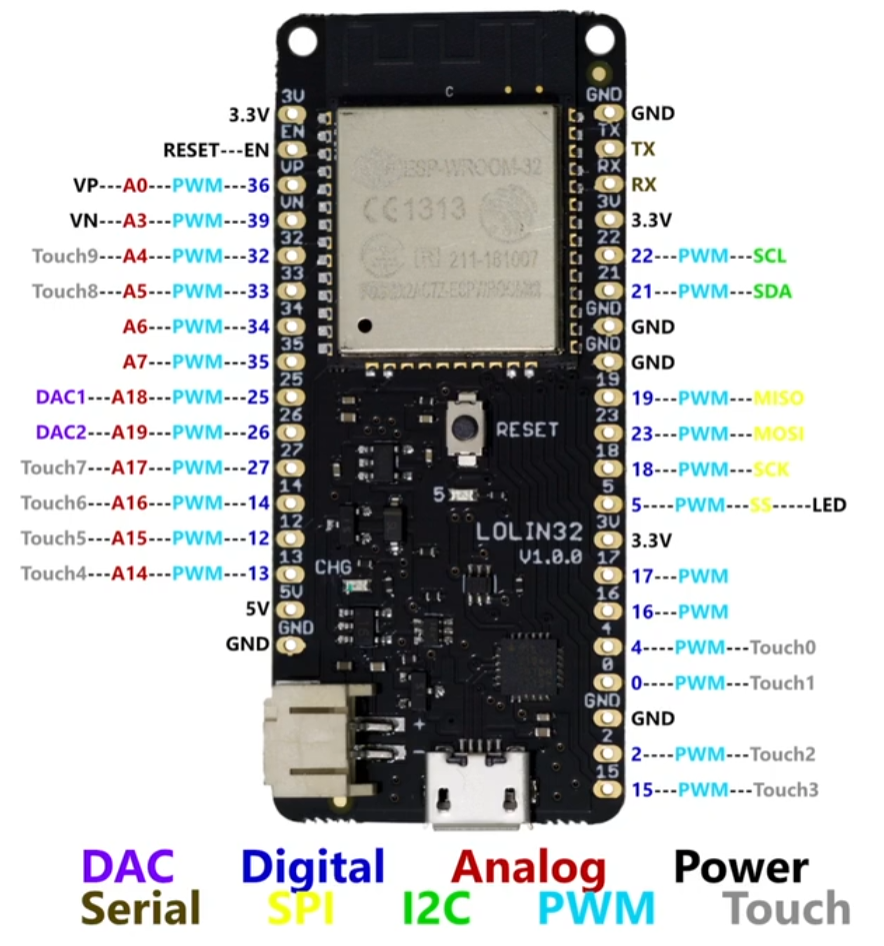 C
3V
GND
3.3V
GND
EN
TX
RESET---EN
TX
VP
RX
VP---A0---PWM---36
RX
VN
3V
VN---A3---PWM---39
3.3V
32
22
Touch9---A4---PWM---32
22---PWM---SCL
33
21
Touch8---A5---PWM---33
21---PWM---SDA
34
GND
A6---PWM---34
GND
35
GND
A7---PWM---35
GND
25
19
DAC1---A18---PWM---25
19---PWM---MISO
26
23
DAC2---A19---PWM---26
23---PWM---MOSI
27
18
Touch7---A17---PWM---27
18---PWM---SCK
14
5
Touch6---A16---PWM---14
5----PWM---SS-----LED
12
3V
Touch5---A15---PWM---12
3.3V
13
17
Touch4---A14---PWM---13
17---PWM
5V
16
5V
16---PWM
GND
4
GND
4---PWM---Touch0
0
0---PWM---Touch1
GND
GND
2
2---PWM---Touch2
15
15---PWM---Touch3
ESP-WROOM-32
CE1313
R 211-161007
RESET
5
LOLIN32
V1.0.0
CHG
+
-
DAC Digital Analog Power
Serial SPI I2C PWM Touch